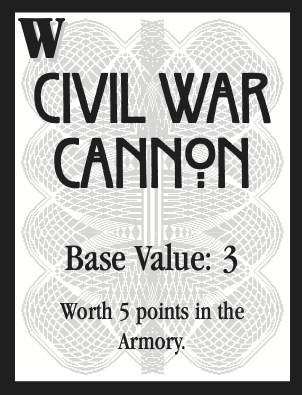 W
CIVIL WAR
CANNON
Base Value: 3
Worth 5 points in the
Armory.